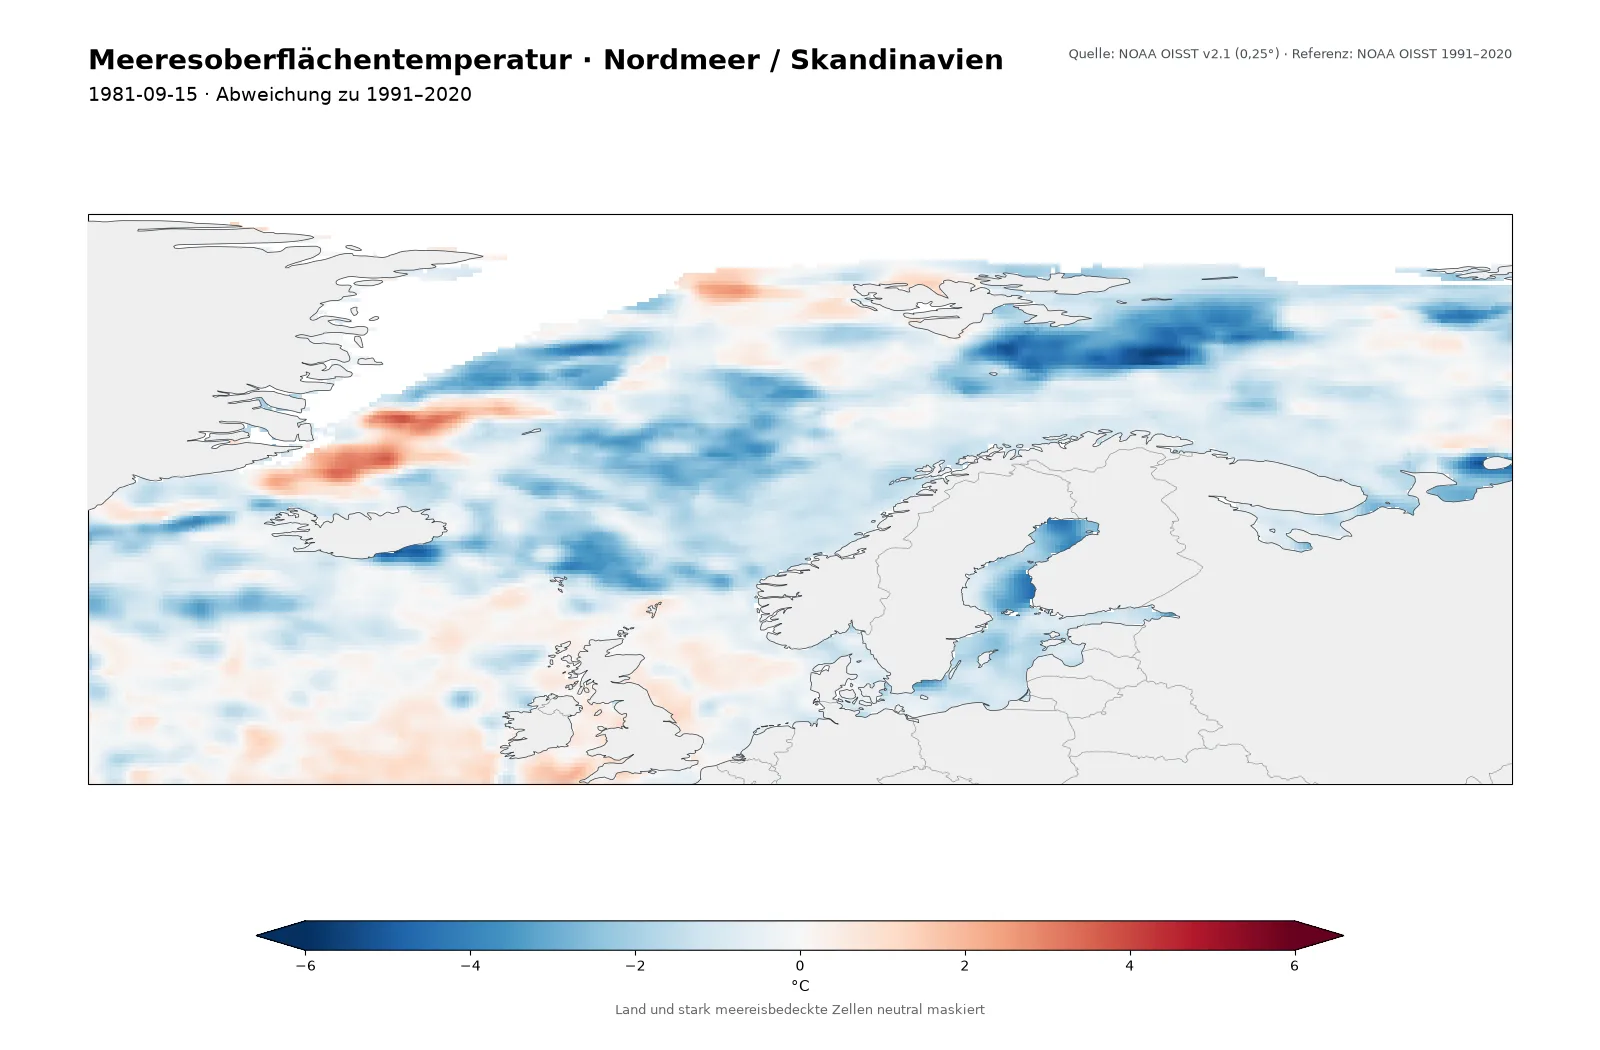 Meeresoberflächentemperatur · Nordmeer / Skandinavien
Quelle: NOAA OISST v2.1 (0,25°) · Referenz: NOAA OISST 1991–2020
1981-09-15 · Abweichung zu 1991–2020
−6 −4 −2 0 2 4 6
°C
Land und stark meereisbedeckte Zellen neutral maskiert